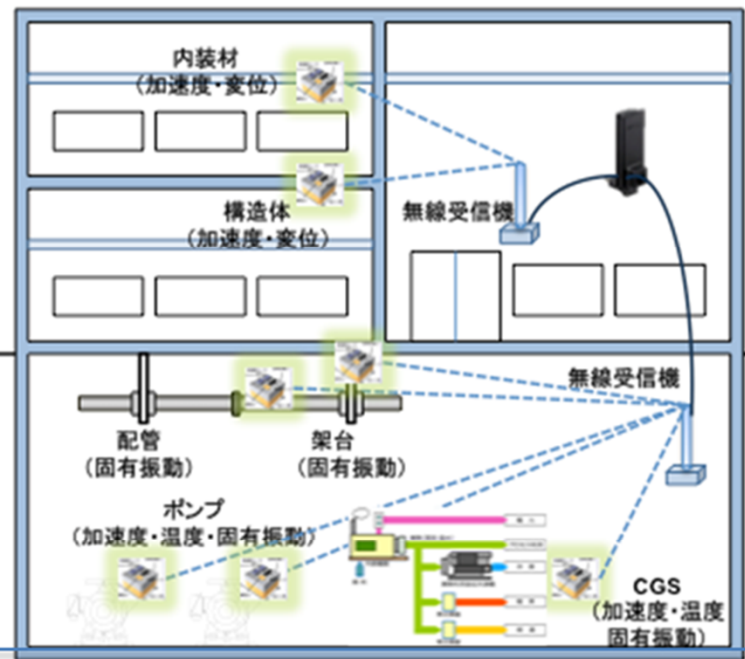 内装材
(加速度・変位)
構造体
(加速度・変位)
無線受信機
無線受信機
配管
(固有振動)
架台
(固有振動)
ポンプ
(加速度・温度・固有振動)
CGS
(加速度・温度
固有振動)